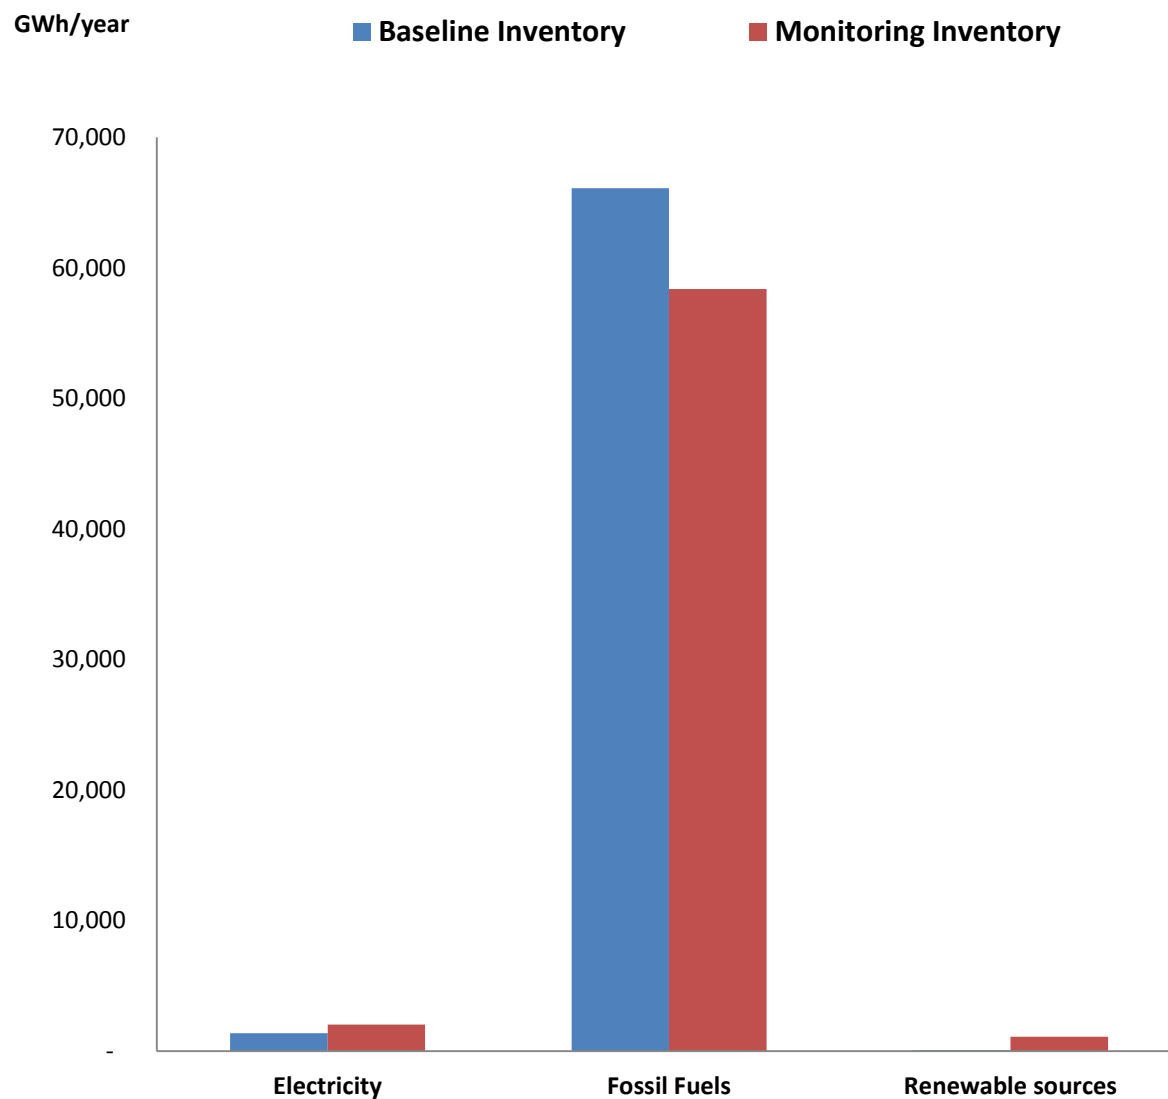 GWh/year
Baseline Inventory
Monitoring Inventory
70,000
60,000
50,000
40,000
30,000
20,000
10,000
-
Electricity
Fossil Fuels
Renewable sources